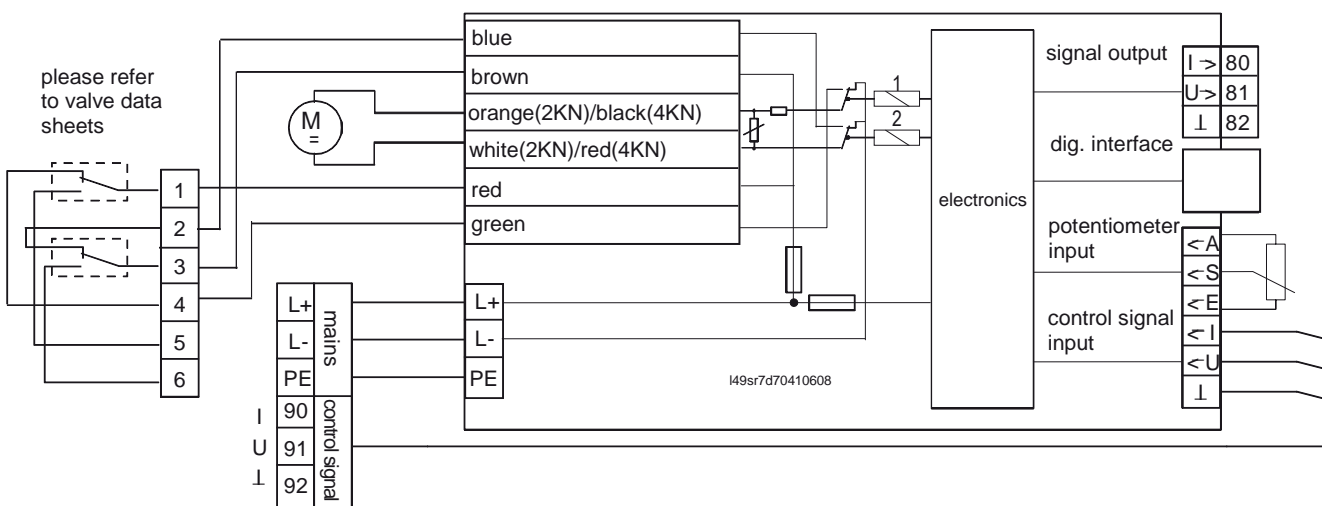 please refer
to valve data
sheets
1
2
3
4
5
6
M
=
blue
brown
orange(2KN)/black(4KN)
white(2KN)/red(4KN)
red
green
1
2
electronics
L+
L-
PE
mains
L+
L-
PE
I 90
U 91
⊥ 92
control signal
l49sr7d70410608
signal output
I -> 80
U> 81
⊥ 82
dig. interface
potentiometer
input
<-A
<-S
<-E
control signal
input
<-I
<-U
⊥